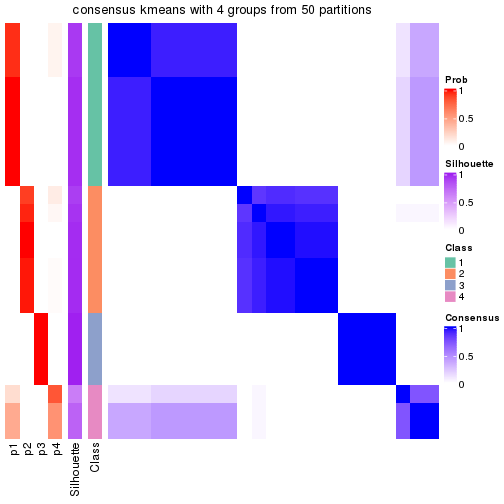 consensus kmeans with 4 groups from 50 partitions
Prob
1
0.5
0
Silhouette
1
0.5
0
Class
1
2
3
4
Consensus
1
0.5
0
p1
p2
p3
p4
Silhouette
Class